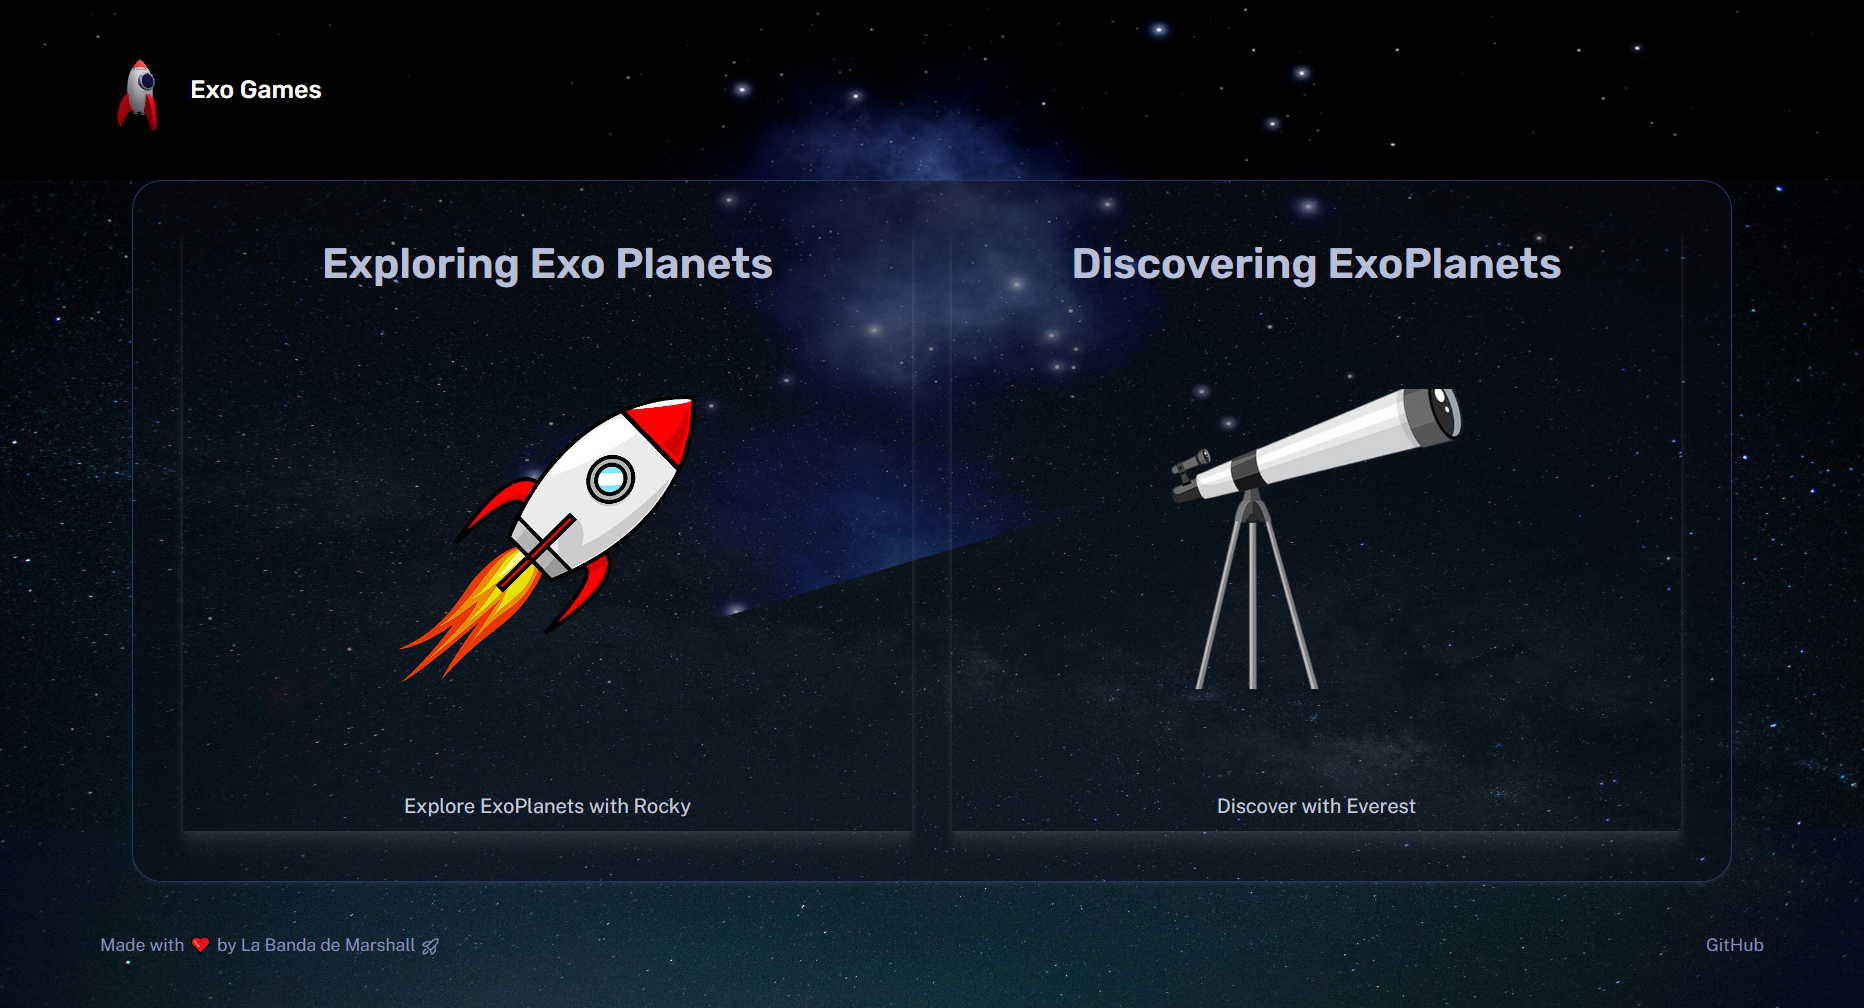 Exo Games
Exploring Exo Planets
Explore ExoPlanets with Rocky
Discovering ExoPlanets
Discover with Everest
Made with ❤️ by La Banda de Marshall
GitHub